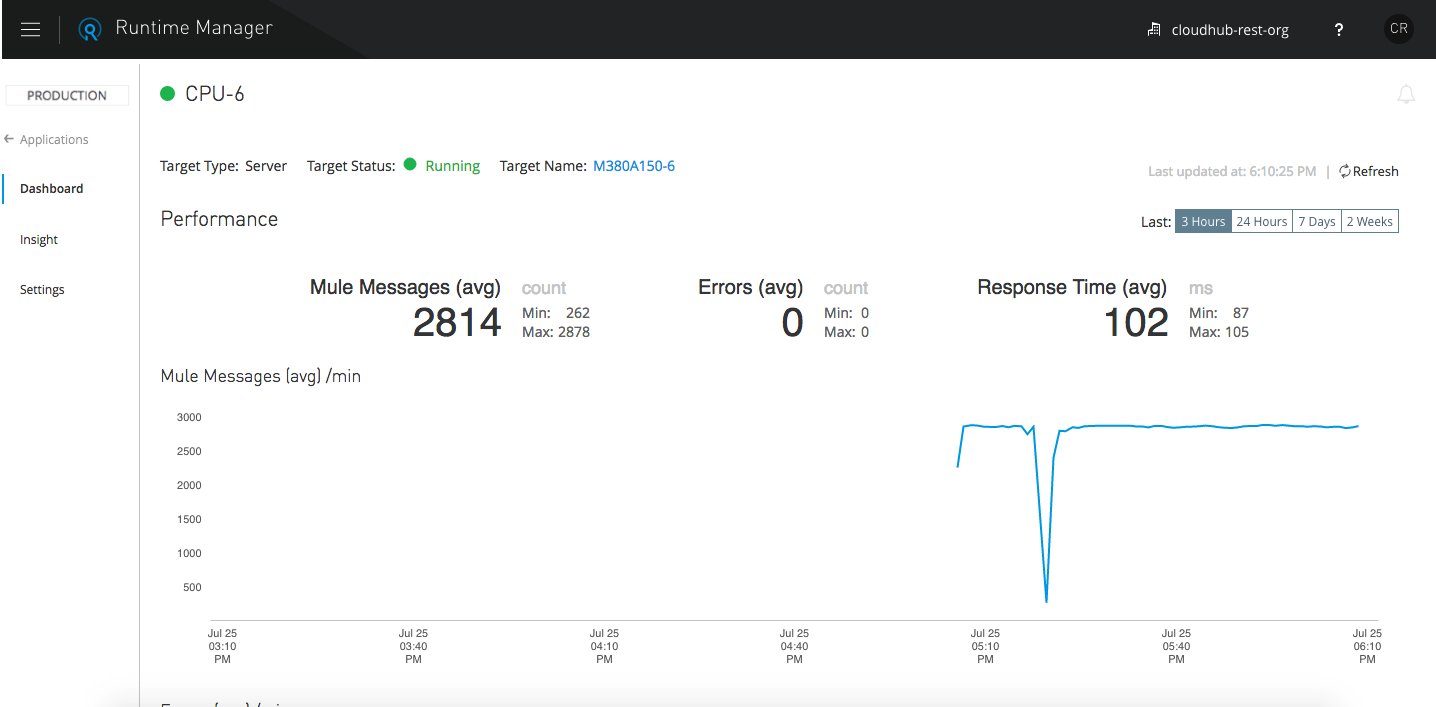 Runtime Manager
cloudhub-rest-org
?
CR
PRODUCTION
← Applications
Dashboard
Insight
Settings
CPU-6
Target Type: Server Target Status: Running Target Name: M380A150-6
Last updated at: 6:10:25 PM | Refresh
Performance
Last: 3 Hours 24 Hours 7 Days 2 Weeks
Mule Messages (avg) count
2814
Min: 262
Max: 2878
Errors (avg) count
0
Min: 0
Max: 0
Response Time (avg) ms
102
Min: 87
Max: 105
Mule Messages (avg) /min
3000
2500
2000
1500
1000
500
Jul 25
03:10
PM
Jul 25
03:40
PM
Jul 25
04:10
PM
Jul 25
04:40
PM
Jul 25
05:10
PM
Jul 25
05:40
PM
Jul 25
06:10
PM